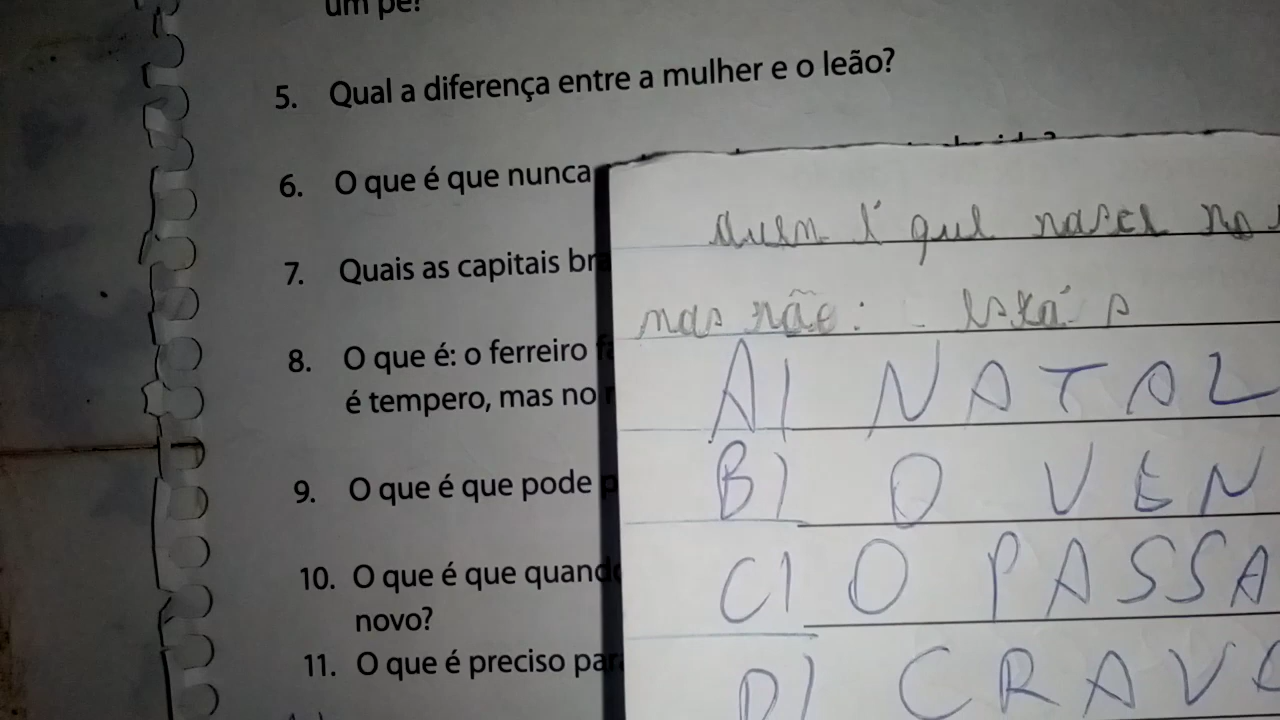 um pé?
5. Qual a diferença entre a mulher e o leão?
6. O que é que nunca
7. Quais as capitais br
8. O que é: o ferreiro
é tempero, mas no
9. O que é que pode
10. O que é que quand
novo?
11. O que é preciso par
Quem é que nasce no
mas não: Está
A) NATAL
B) O VEN
C) O PASSA
D) CRAVO